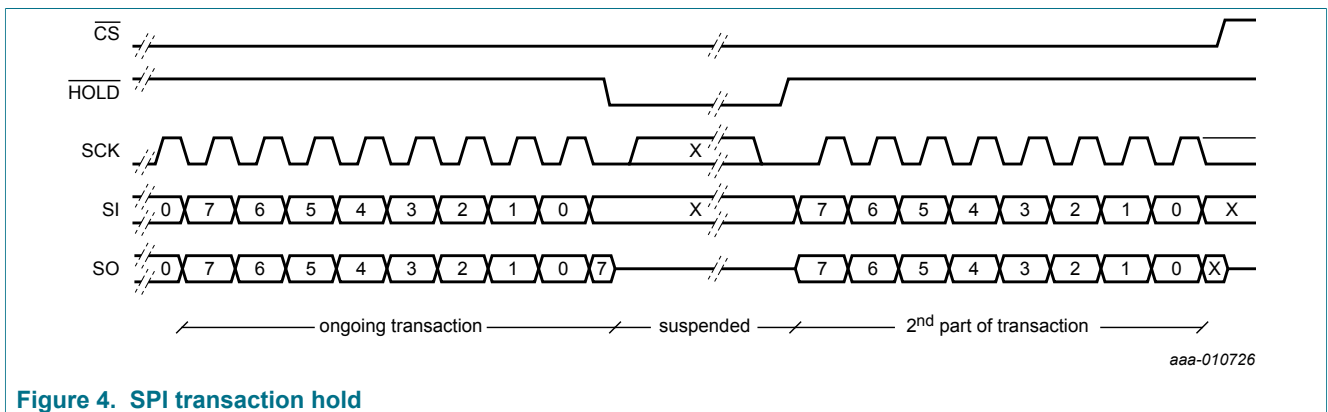 CS
HOLD
SCK X
SI 0 7 6 5 4 3 2 1 0 X 7 6 5 4 3 2 1 0 X
SO 0 7 6 5 4 3 2 1 0 7 7 6 5 4 3 2 1 0 X
ongoing transaction suspended 2nd part of transaction
aaa-010726
Figure 4. SPI transaction hold